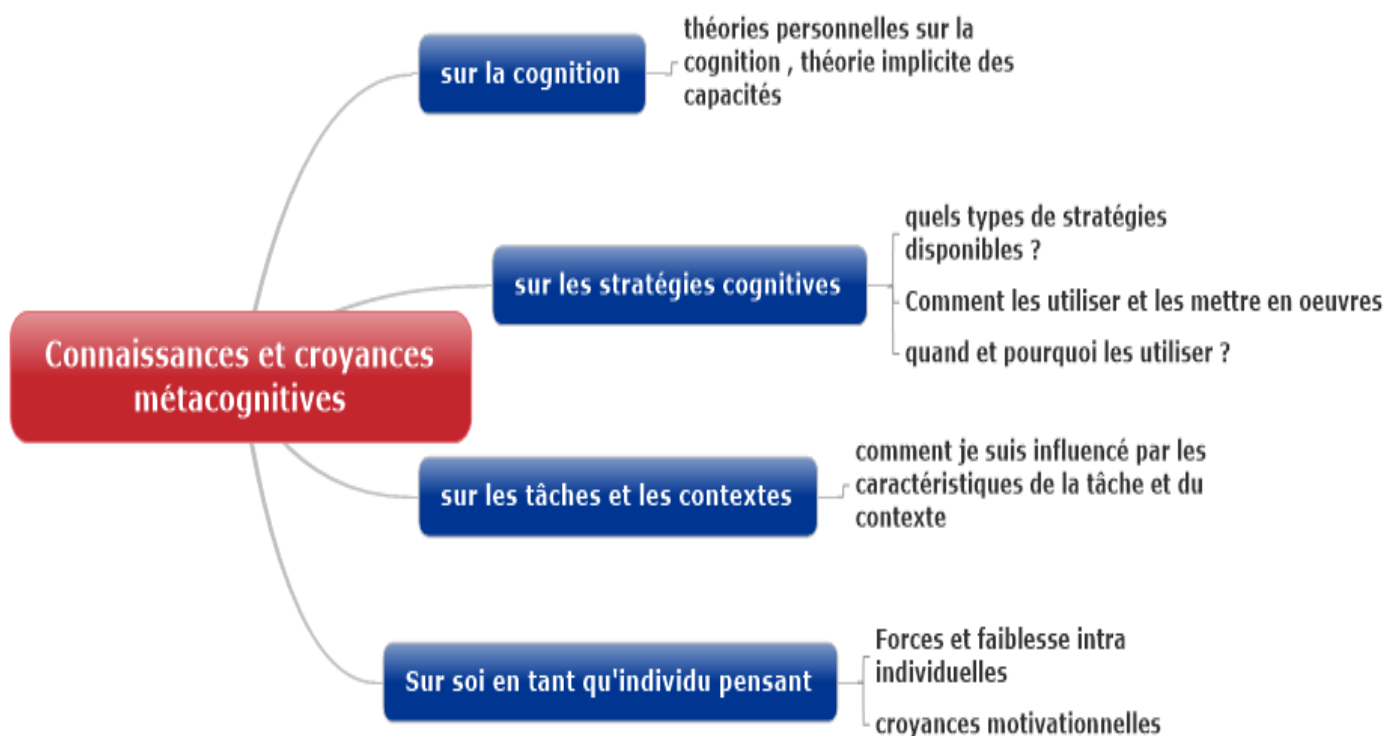 théories personnelles sur la
cognition , théorie implicite des
capacités
sur la cognition
quels types de stratégies
disponibles ?
sur les stratégies cognitives
Comment les utiliser et les mettre en oeuvres
quand et pourquoi les utiliser ?
Connaissances et croyances
métacognitives
comment je suis influencé par les
caractéristiques de la tâche et du
contexte
sur les tâches et les contextes
Forces et faiblesse intra
individuelles
Sur soi en tant qu'individu pensant
croyances motivationnelles